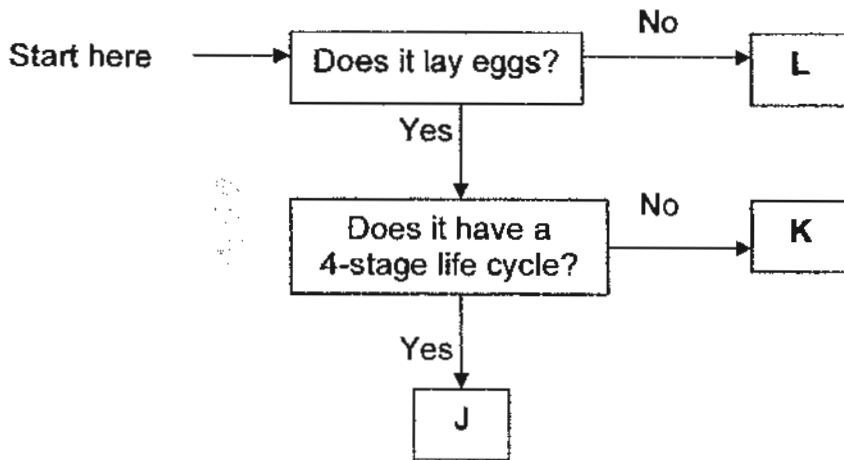 Start here
Does it lay eggs?
No
L
Yes
Does it have a
4-stage life cycle?
No
K
Yes
J